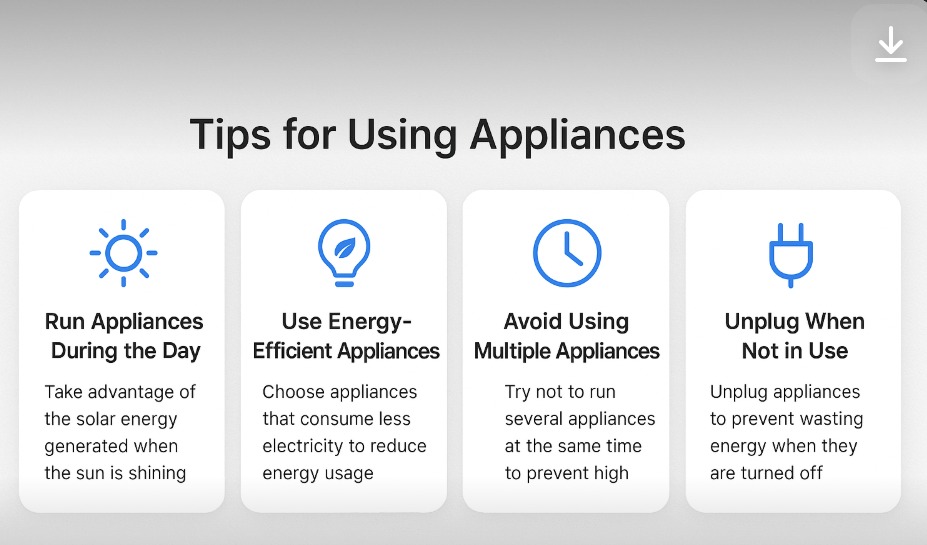 Tips for Using Appliances
Run Appliances
During the Day
Take advantage of
the solar energy
generated when
the sun is shining
Use Energy-
Efficient Appliances
Choose appliances
that consume less
electricity to reduce
energy usage
Avoid Using
Multiple Appliances
Try not to run
several appliances
at the same time
to prevent high
Unplug When
Not in Use
Unplug appliances
to prevent wasting
energy when they
are turned off